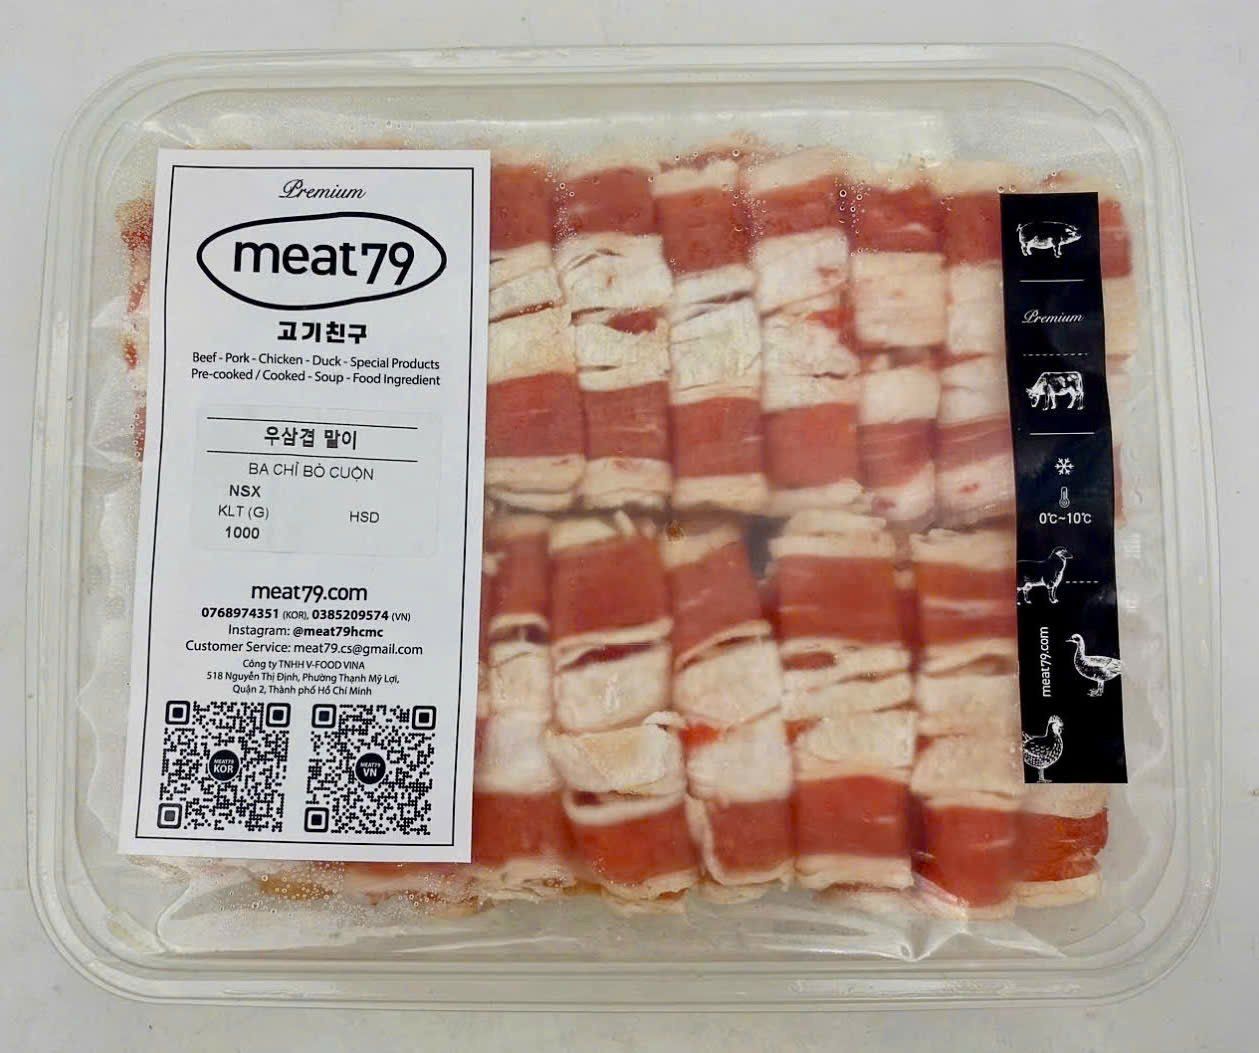 Premium
meat79
고기친구
Beef - Pork - Chicken - Duck - Special Products
Pre-cooked / Cooked - Soup - Food Ingredient
우삼겹 말이
BA CHỈ BÒ CUỘN
NSX
KLT (G)
HSD
1000
meat79.com
0768974351 (KOR), 0385209574 (VN)
Instagram: @meat79hcmc
Customer Service: meat79.cs@gmail.com
Công ty TNHH V-FOOD VINA
518 Nguyễn Thị Định, Phường Thạnh Mỹ Lợi,
Quận 2, Thành phố Hồ Chí Minh
MEAT79
KOR
MEAT79
VN
Premium
0℃~10℃
meat79.com